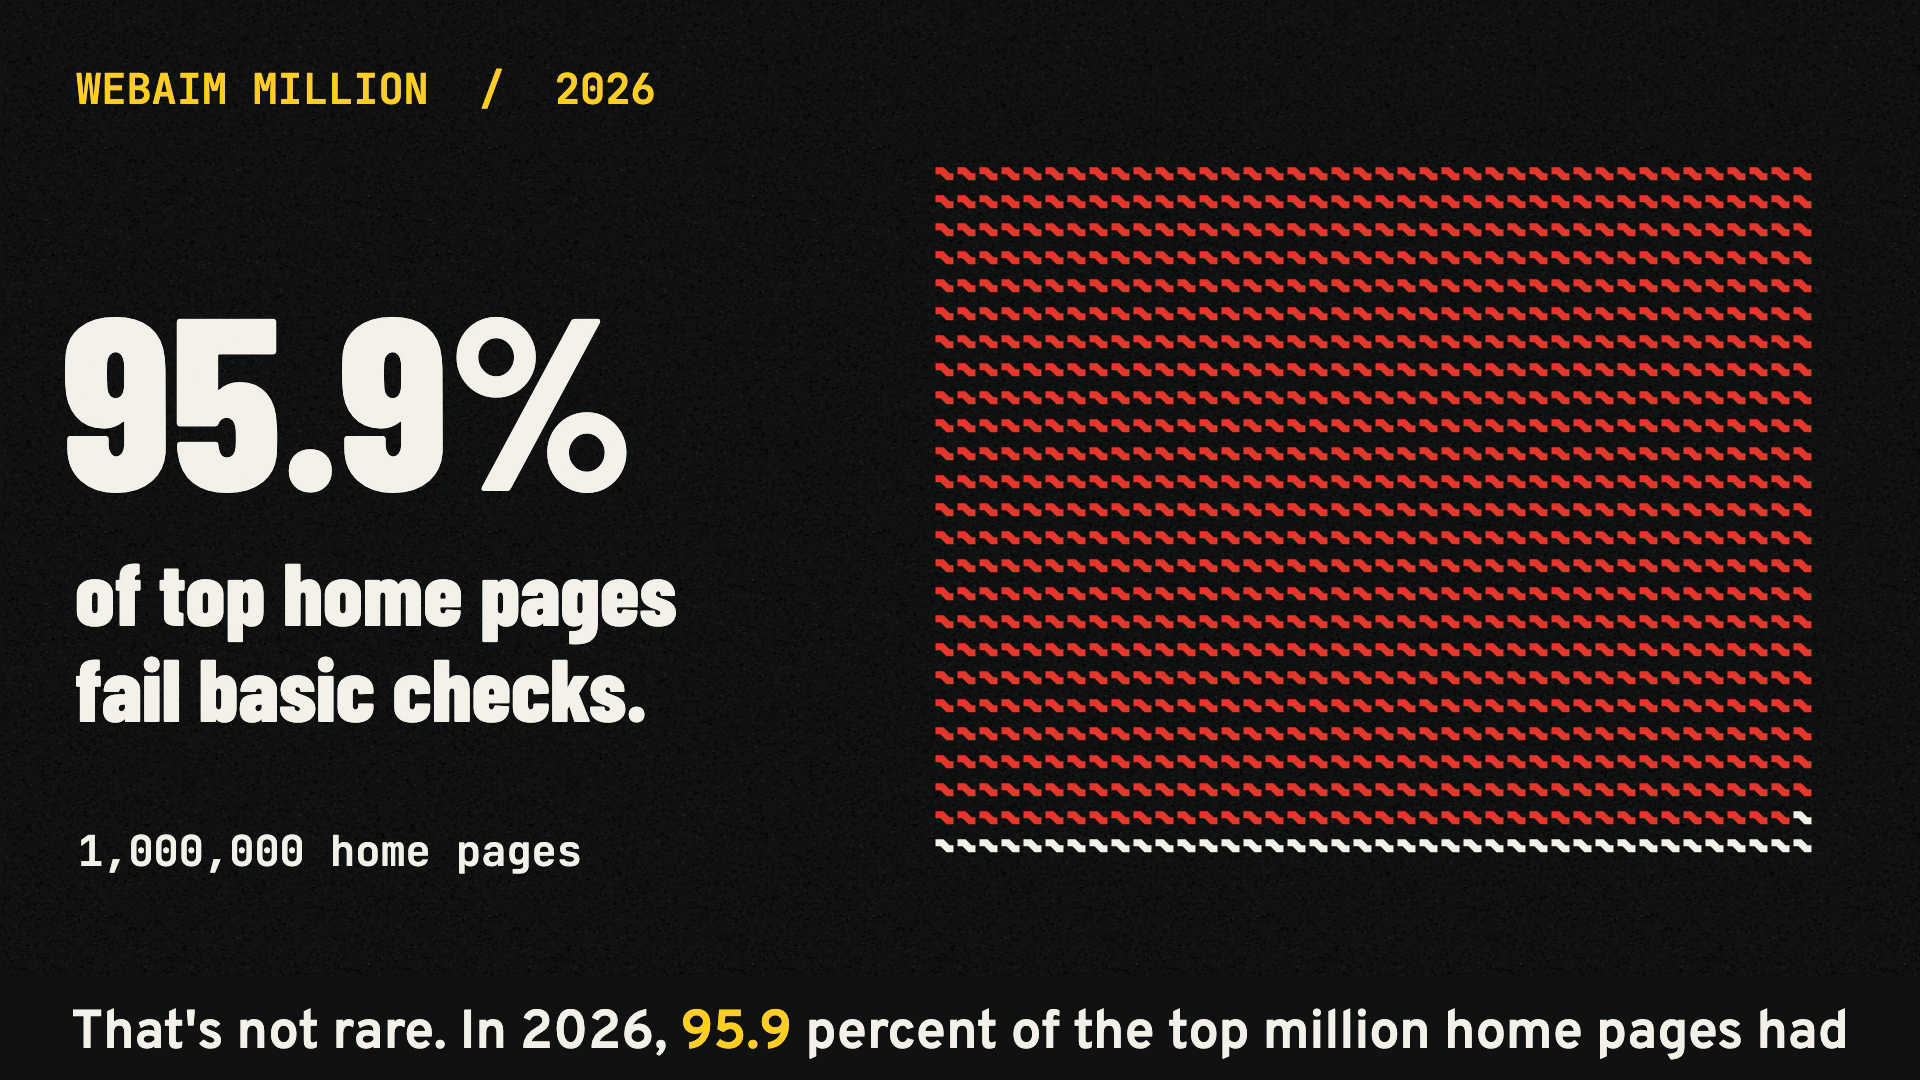 WEBAIM MILLION / 2026
95.9%
of top home pages
fail basic checks.
1,000,000 home pages
That's not rare. In 2026, 95.9 percent of the top million home pages had